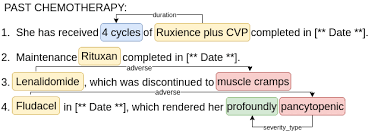 PAST CHEMOTHERAPY:
duration
1. She has received 4 cycles of Ruxience plus CVP completed in [** Date **].
2. Maintenance Rituxan completed in [** Date **].
adverse
3. Lenalidomide, which was discontinued to muscle cramps
adverse
4. Fludacel in [** Date **], which rendered her profoundly pancytopenic
severity_type